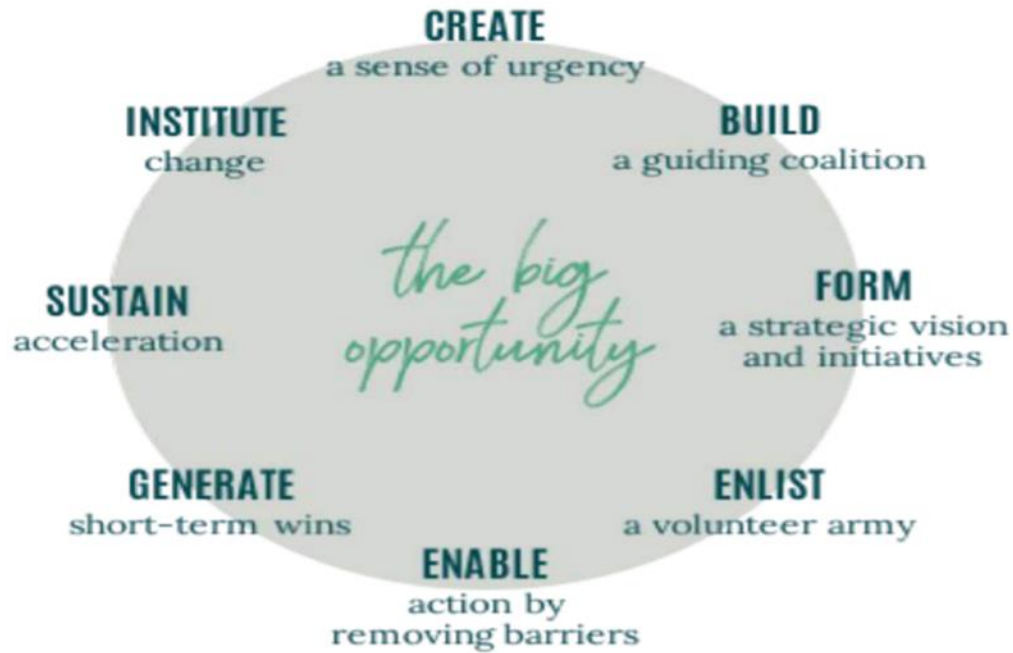 CREATE
a sense of urgency
BUILD
a guiding coalition
FORM
a strategic vision
and initiatives
ENLIST
a volunteer army
ENABLE
action by
removing barriers
GENERATE
short-term wins
SUSTAIN
acceleration
INSTITUTE
change
the big
opportunity